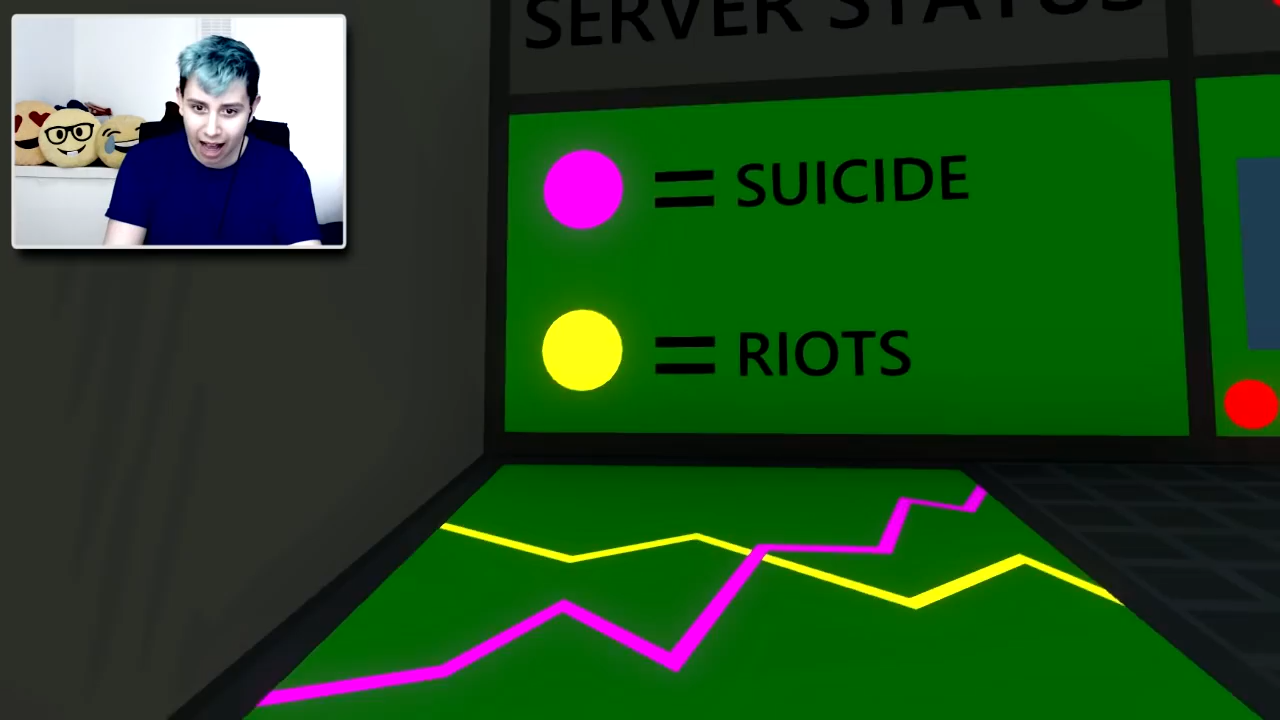 SERVER STATUS
= SUICIDE
= RIOTS